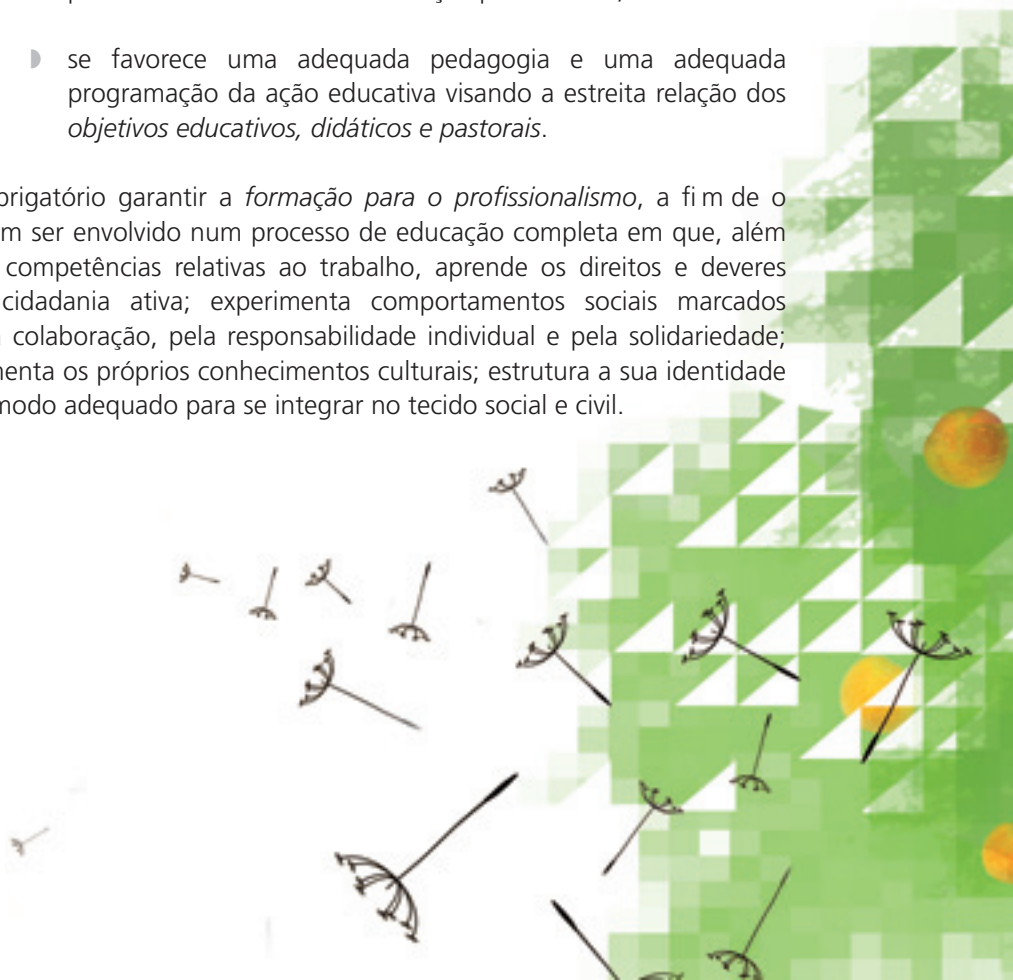 se favorece uma adequada pedagogia e uma adequada
programação da ação educativa visando a estreita relação dos
objetivos educativos, didáticos e pastorais.
garantir a formação para o profissionalismo, a fim de o
ser envolvido num processo de educação completa em que, além
competências relativas ao trabalho, aprende os direitos e deveres
cidadania ativa; experimenta comportamentos sociais marcados
colaboração, pela responsabilidade individual e pela solidariedade;
os próprios conhecimentos culturais; estrutura a sua identidade
modo adequado para se integrar no tecido social e civil.